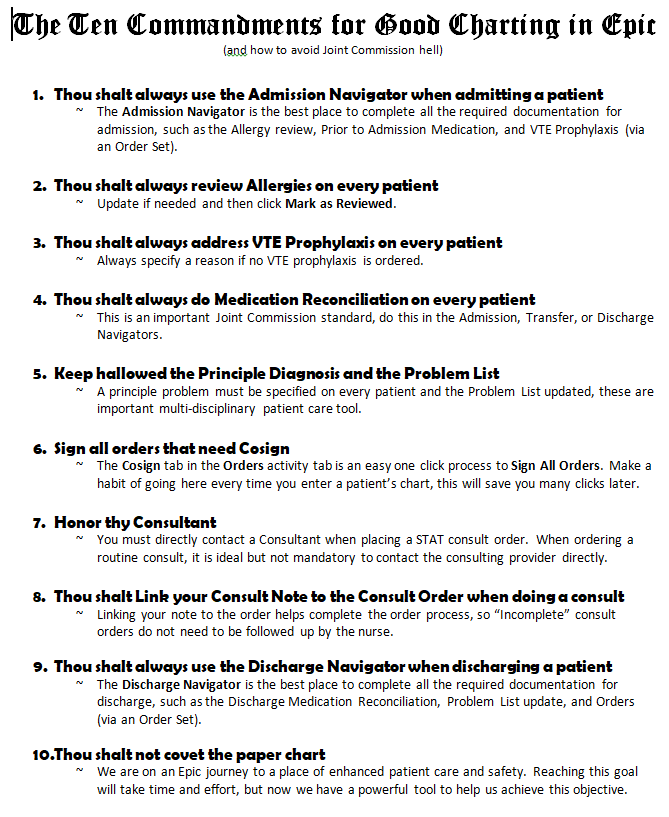 The Ten Commandments for Good Charting in Epic
(and how to avoid Joint Commission hell)
1. Thou shalt always use the Admission Navigator when admitting a patient
~ The Admission Navigator is the best place to complete all the required documentation for
admission, such as the Allergy review, Prior to Admission Medication, and VTE Prophylaxis (via
an Order Set).
2. Thou shalt always review Allergies on every patient
~ Update if needed and then click Mark as Reviewed.
3. Thou shalt always address VTE Prophylaxis on every patient
~ Always specify a reason if no VTE prophylaxis is ordered.
4. Thou shalt always do Medication Reconciliation on every patient
~ This is an important Joint Commission standard, do this in the Admission, Transfer, or Discharge
Navigators.
5. Keep hallowed the Principle Diagnosis and the Problem List
~ A principle problem must be specified on every patient and the Problem List updated, these are
important multi-disciplinary patient care tool.
6. Sign all orders that need Cosign
~ The Cosign tab in the Orders activity tab is an easy one click process to Sign All Orders. Make a
habit of going here every time you enter a patient's chart, this will save you many clicks later.
7. Honor thy Consultant
~ You must directly contact a Consultant when placing a STAT consult order. When ordering a
routine consult, it is ideal but not mandatory to contact the consulting provider directly.
8. Thou shalt Link your Consult Note to the Consult Order when doing a consult
~ Linking your note to the order helps complete the order process, so “Incomplete” consult
orders do not need to be followed up by the nurse.
9. Thou shalt always use the Discharge Navigator when discharging a patient
~ The Discharge Navigator is the best place to complete all the required documentation for
discharge, such as the Discharge Medication Reconciliation, Problem List update, and Orders
(via an Order Set).
10.Thou shalt not covet the paper chart
~ We are on an Epic journey to a place of enhanced patient care and safety. Reaching this goal
will take time and effort, but now we have a powerful tool to help us achieve this objective.